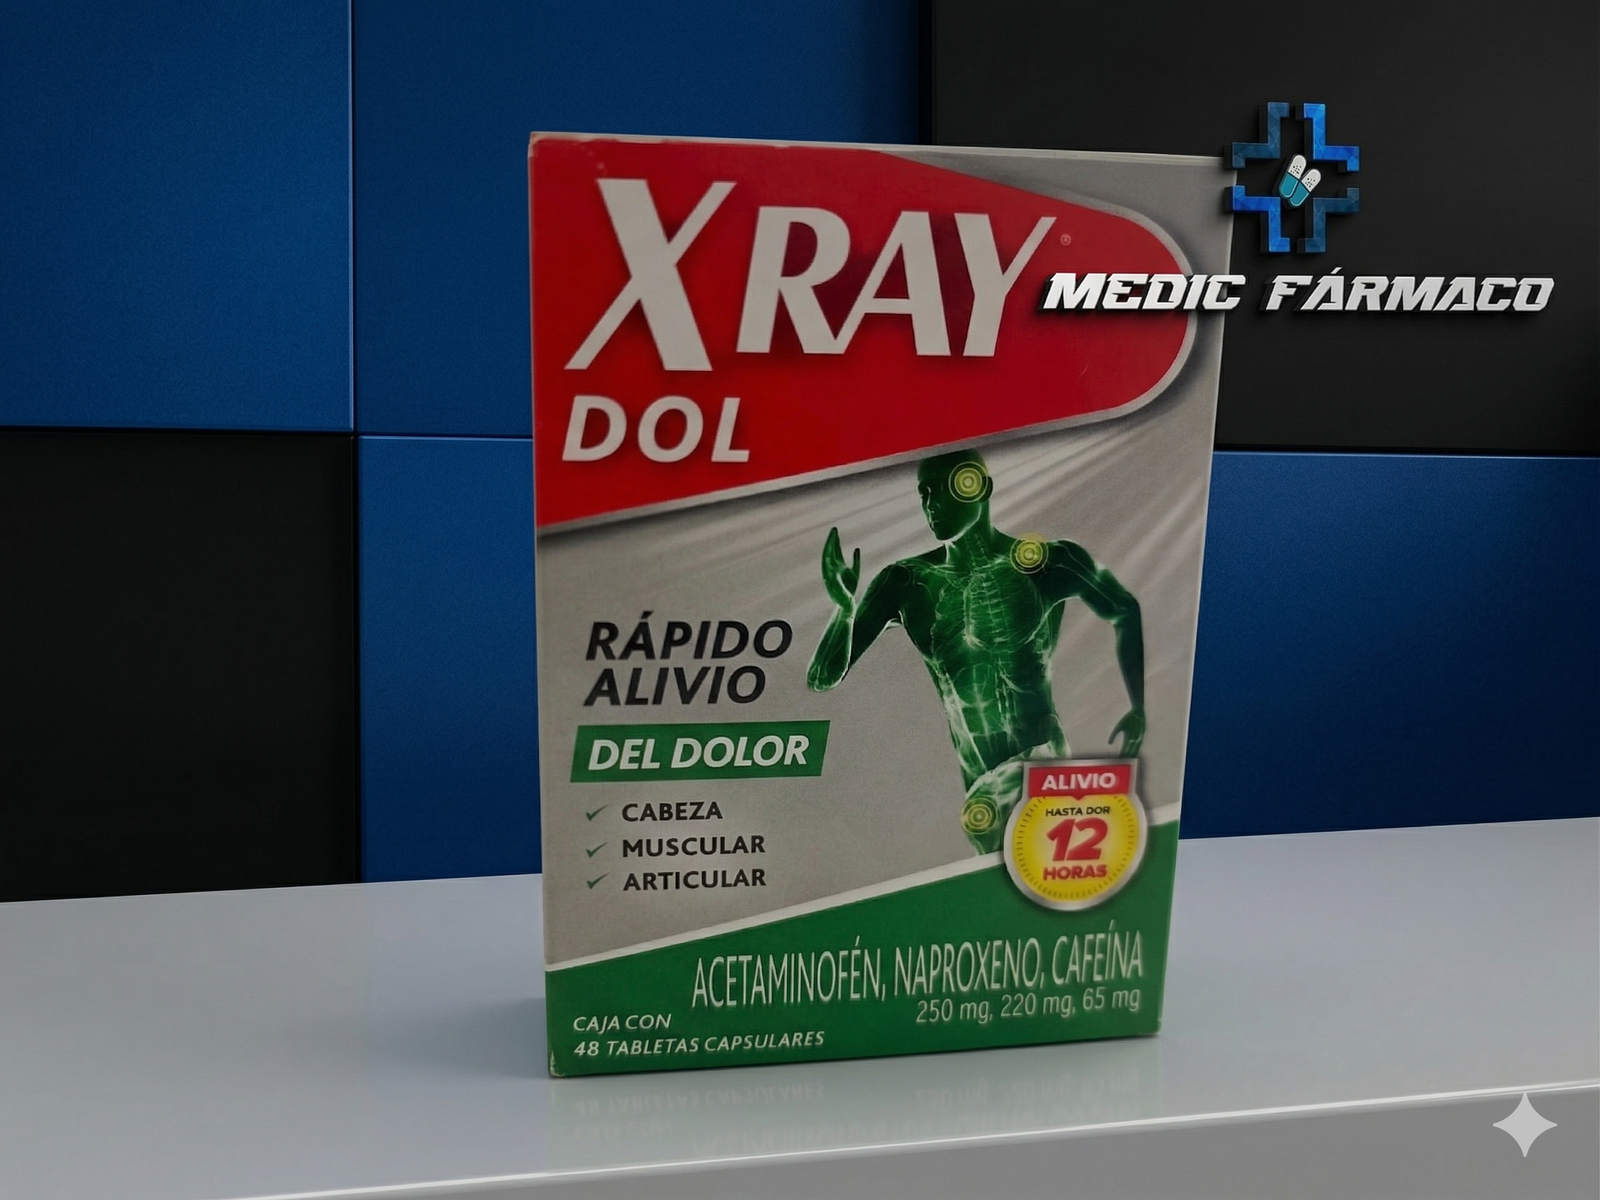 XRAY®
DOL
MEDIC FÁRMACO
RÁPIDO
ALIVIO
DEL DOLOR
✓ CABEZA
✓ MUSCULAR
✓ ARTICULAR
ALIVIO
HASTA DOR
12
HORAS
ACETAMINOFÉN, NAPROXENO, CAFEÍNA
250 mg, 220 mg, 65 mg
CAJA CON
48 TABLETAS CAPSULARES